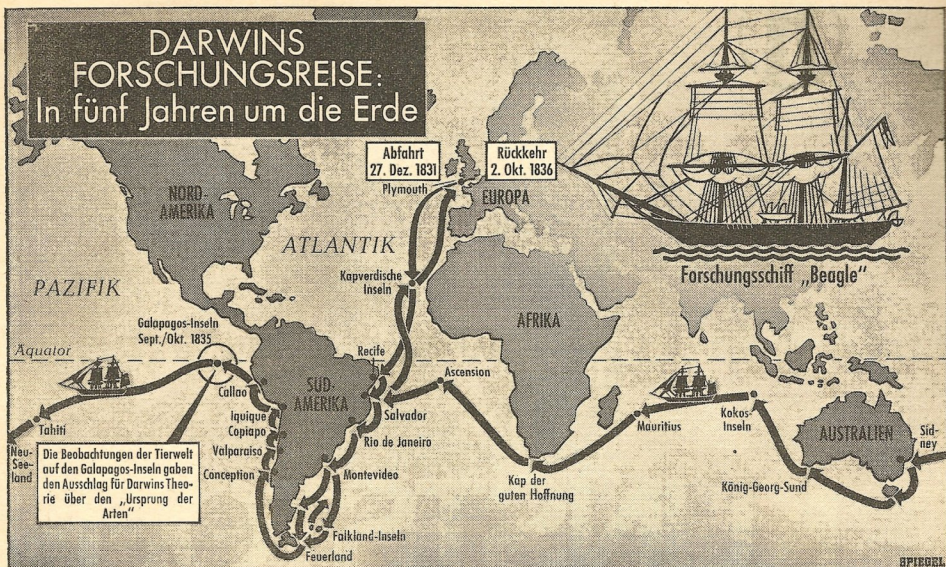 DARWINS
FORSCHUNGSREISE:
In fünf Jahren um die Erde
Abfahrt
27. Dez. 1831
Rückkehr
2. Okt. 1836
Plymouth
EUROPA
NORD-
AMERIKA
ATLANTIK
PAZIFIK
Kapverdische
Inseln
Forschungsschiff „Beagle“
AFRIKA
Galapagos-Inseln
Sept./Okt. 1835
Äquator
Recife
Ascension
SÜD-
AMERIKA
Callao
Salvador
Iquique
Copiapo
Valparaiso
Conception
Rio de Janeiro
Montevideo
Falkland-Inseln
Feuerland
Tahiti
Neu-
See-
land
Die Beobachtungen der Tierwelt
auf den Galapagos-Inseln gaben
den Ausschlag für Darwins Theo-
rie über den „Ursprung der
Arten“
Kap der
guten Hoffnung
Mauritius
Kokos-
Inseln
AUSTRALIEN
Sid-
ney
König-Georg-Sund
SPIEGEL